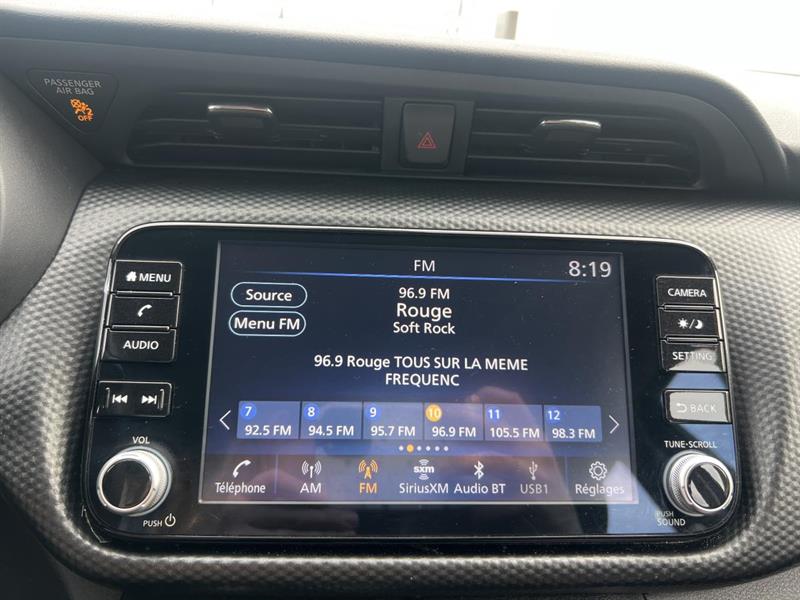 PASSENGER
AIR BAG
OFF
MENU
AUDIO
VOL
PUSH
FM
8:19
Source
Menu FM
96.9 FM
Rouge
Soft Rock
96.9 Rouge TOUS SUR LA MEME
FREQUENC
7 8 9 10 11 12
92.5 FM 94.5 FM 95.7 FM 96.9 FM 105.5 FM 98.3 FM
sxm
Téléphone AM FM SiriusXM Audio BT USB1 Réglages
CAMERA
SETTING
BACK
TUNE·SCROLL
PUSH
SOUND